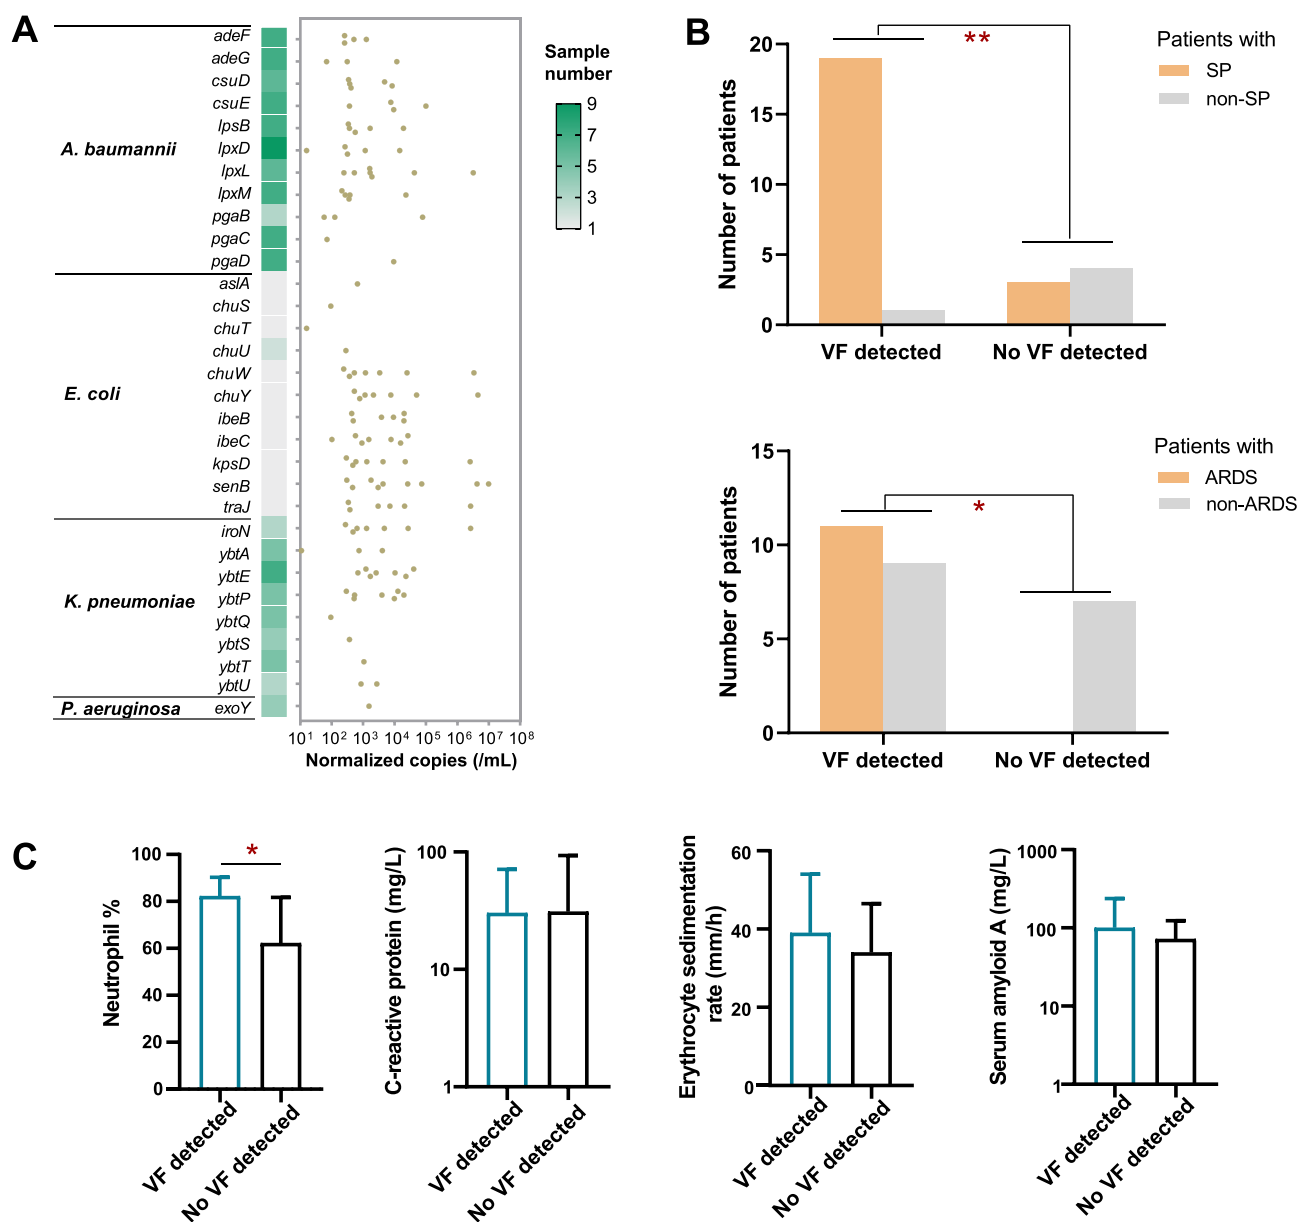 A
A. baumannii
adeF
adeG
csuD
csuE
lpsB
lpxD
lpxL
lpxM
pgaB
pgaC
pgaD
E. coli
aslA
chuS
chuT
chuU
chuW
chuY
ibeB
ibeC
kpsD
senB
traJ
K. pneumoniae
iroN
ybtA
ybtE
ybtP
ybtQ
ybtS
ybtT
ybtU
P. aeruginosa
exoY
10¹ 10² 10³ 10⁴ 10⁵ 10⁶ 10⁷ 10⁸
Normalized copies (/mL)
Sample
number
9
7
5
3
1
B
Number of patients
20
15
10
5
0
**
VF detected No VF detected
Patients with
SP
non-SP
Number of patients
15
10
5
0
*
VF detected No VF detected
Patients with
ARDS
non-ARDS
C
Neutrophil %
100
80
60
40
20
0
*
VF detected
No VF detected
C-reactive protein (mg/L)
100
10
1
VF detected
No VF detected
Erythrocyte sedimentation
rate (mm/h)
60
40
20
0
VF detected
No VF detected
Serum amyloid A (mg/L)
1000
100
10
1
VF detected
No VF detected